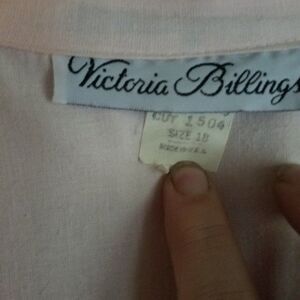 Victoria Billings
CUT 1504
SIZE 18
MADE IN U.S.A.